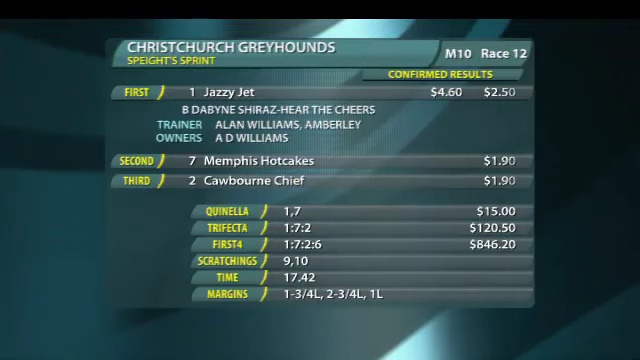 CHRISTCHURCH GREYHOUNDS
SPEIGHT'S SPRINT
M10 Race 12
CONFIRMED RESULTS
FIRST 1 Jazzy Jet $4.60 $2.50
B DABYNE SHIRAZ-HEAR THE CHEERS
TRAINER ALAN WILLIAMS, AMBERLEY
OWNERS A D WILLIAMS
SECOND 7 Memphis Hotcakes $1.90
THIRD 2 Cawbourne Chief $1.90
QUINELLA 1,7 $15.00
TRIFECTA 1:7:2 $120.50
FIRST4 1:7:2:6 $846.20
SCRATCHINGS 9,10
TIME 17.42
MARGINS 1-3/4L, 2-3/4L, 1L